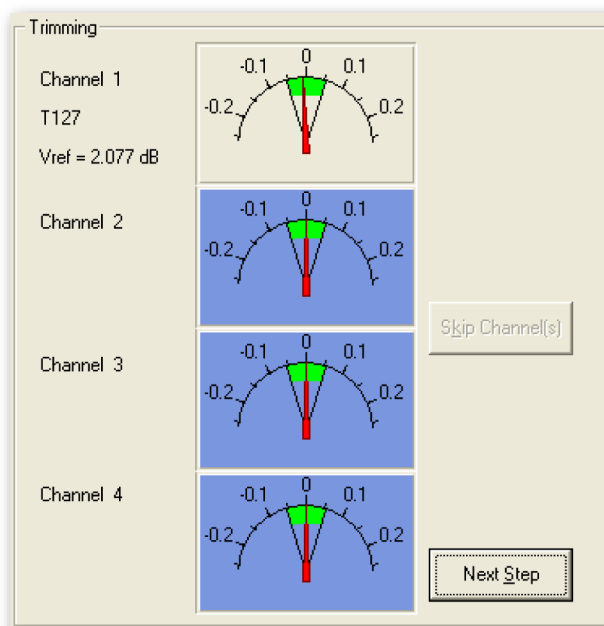 Trimming
Channel 1
T127
Vref = 2.077 dB
-0.2 -0.1 0 0.1 0.2
Channel 2
-0.2 -0.1 0 0.1 0.2
Skip Channel(s)
Channel 3
-0.2 -0.1 0 0.1 0.2
Channel 4
-0.2 -0.1 0 0.1 0.2
Next Step